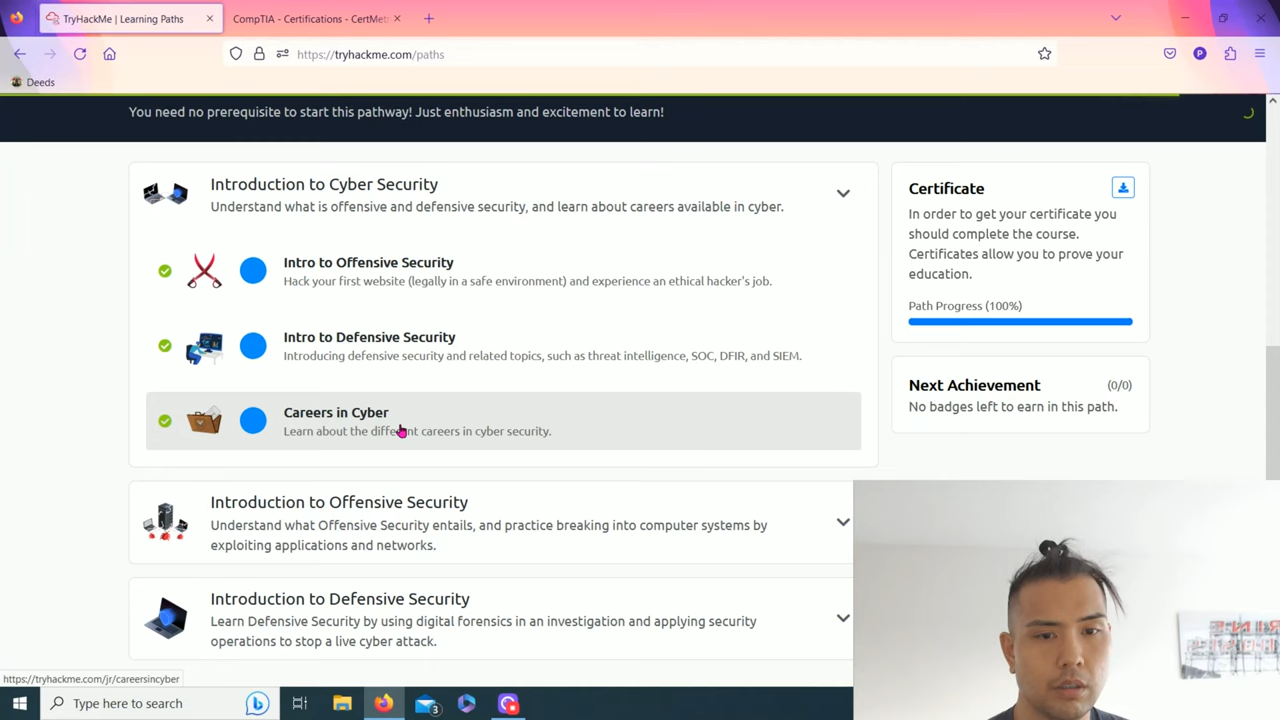 TryHackMe | Learning Paths
CompTIA - Certifications - CertMet
https://tryhackme.com/paths
Deeds
You need no prerequisite to start this pathway! Just enthusiasm and excitement to learn!
Introduction to Cyber Security
Understand what is offensive and defensive security, and learn about careers available in cyber.
Intro to Offensive Security
Hack your first website (legally in a safe environment) and experience an ethical hacker's job.
Intro to Defensive Security
Introducing defensive security and related topics, such as threat intelligence, SOC, DFIR, and SIEM.
Careers in Cyber
Learn about the different careers in cyber security.
Introduction to Offensive Security
Understand what Offensive Security entails, and practice breaking into computer systems by
exploiting applications and networks.
Introduction to Defensive Security
Learn Defensive Security by using digital forensics in an investigation and applying security
operations to stop a live cyber attack.
Certificate
In order to get your certificate you
should complete the course.
Certificates allow you to prove your
education.
Path Progress (100%)
Next Achievement (0/0)
No badges left to earn in this path.
https://tryhackme.com/jr/careersincyber
Type here to search
3
P